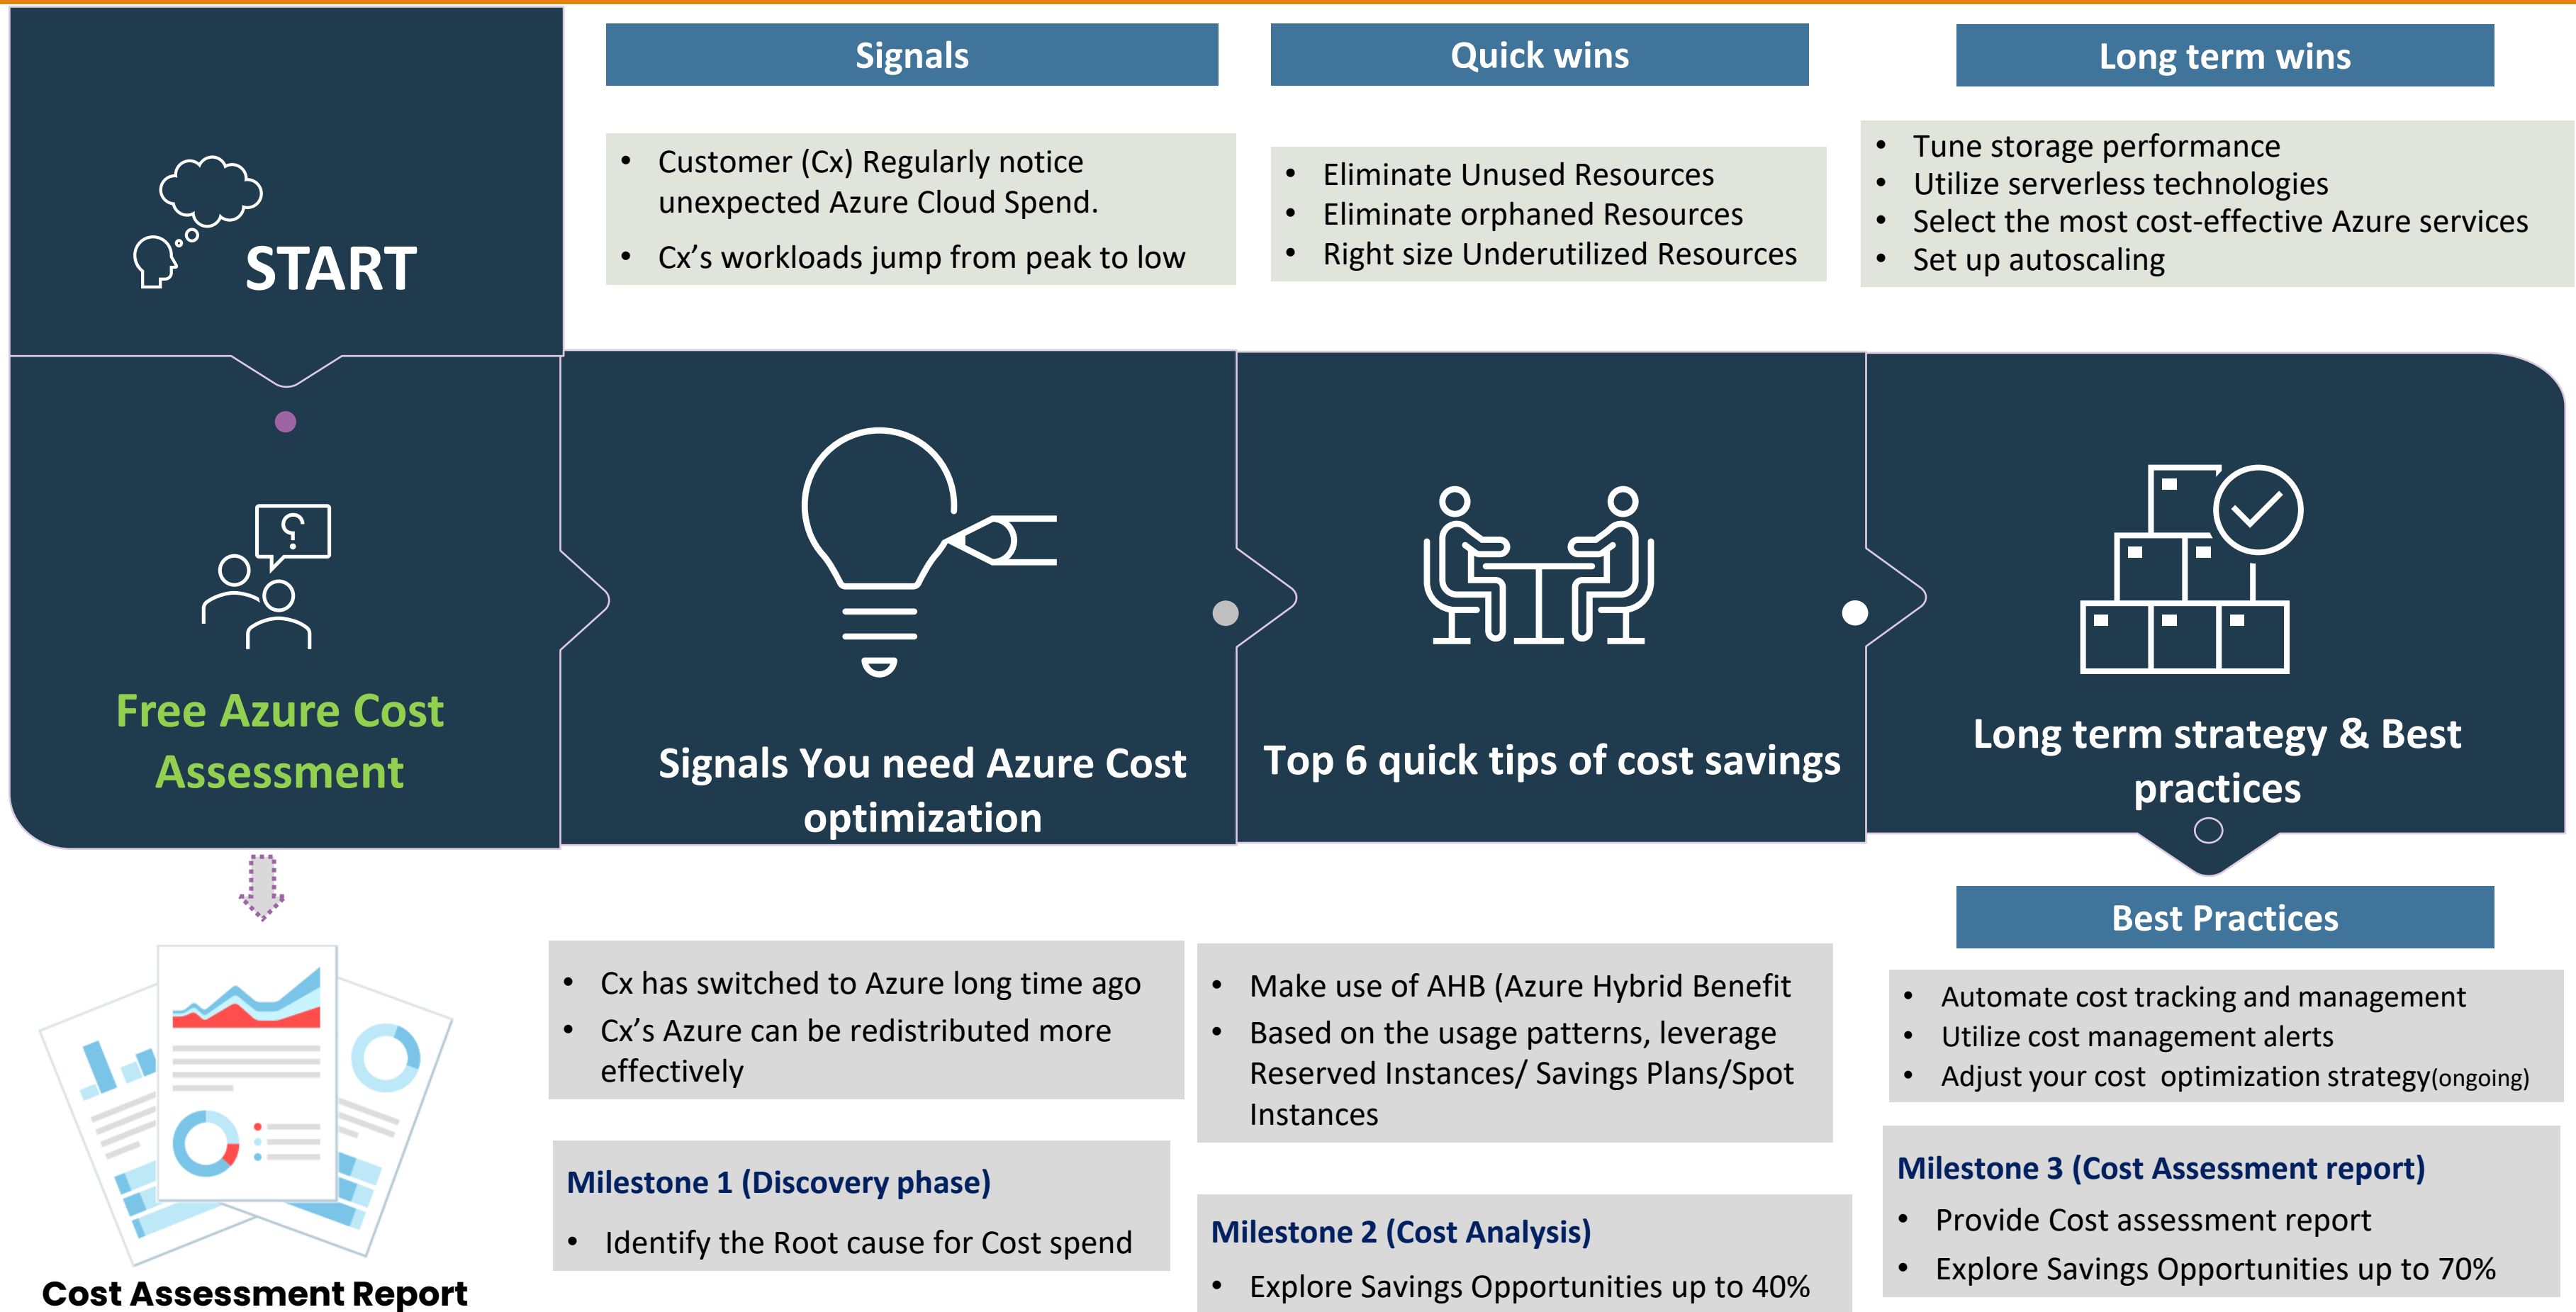 START
Signals
• Customer (Cx) Regularly notice
unexpected Azure Cloud Spend.
• Cx’s workloads jump from peak to low
Quick wins
• Eliminate Unused Resources
• Eliminate orphaned Resources
• Right size Underutilized Resources
Long term wins
• Tune storage performance
• Utilize serverless technologies
• Select the most cost-effective Azure services
• Set up autoscaling
?
Free Azure Cost
Assessment
Signals You need Azure Cost
optimization
Top 6 quick tips of cost savings
Long term strategy & Best
practices
Cost Assessment Report
• Cx has switched to Azure long time ago
• Cx’s Azure can be redistributed more
effectively
Milestone 1 (Discovery phase)
• Identify the Root cause for Cost spend
• Make use of AHB (Azure Hybrid Benefit
• Based on the usage patterns, leverage
Reserved Instances/ Savings Plans/Spot
Instances
Milestone 2 (Cost Analysis)
• Explore Savings Opportunities up to 40%
Best Practices
• Automate cost tracking and management
• Utilize cost management alerts
• Adjust your cost  optimization strategy(ongoing)
Milestone 3 (Cost Assessment report)
• Provide Cost assessment report
• Explore Savings Opportunities up to 70%